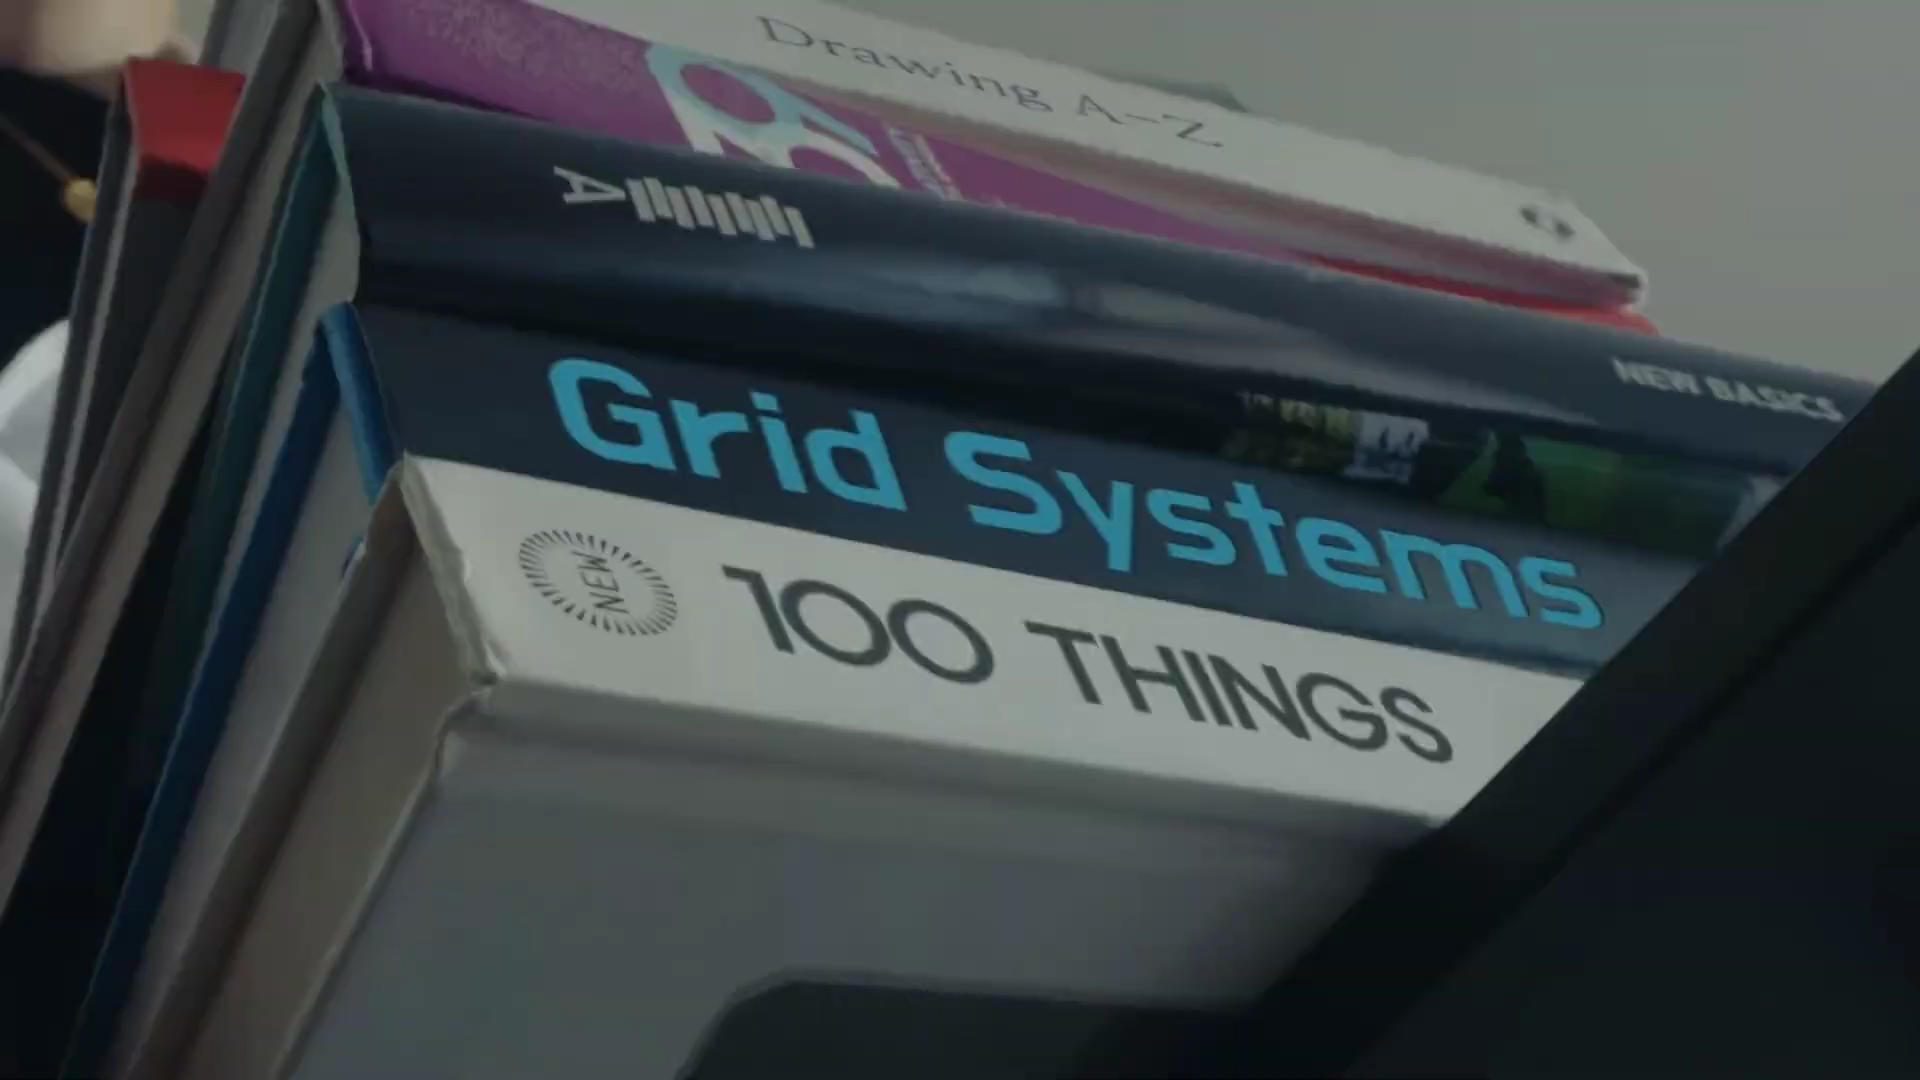 Drawing A–Z
NEW BASICS
Grid Systems
NEW
100 THINGS